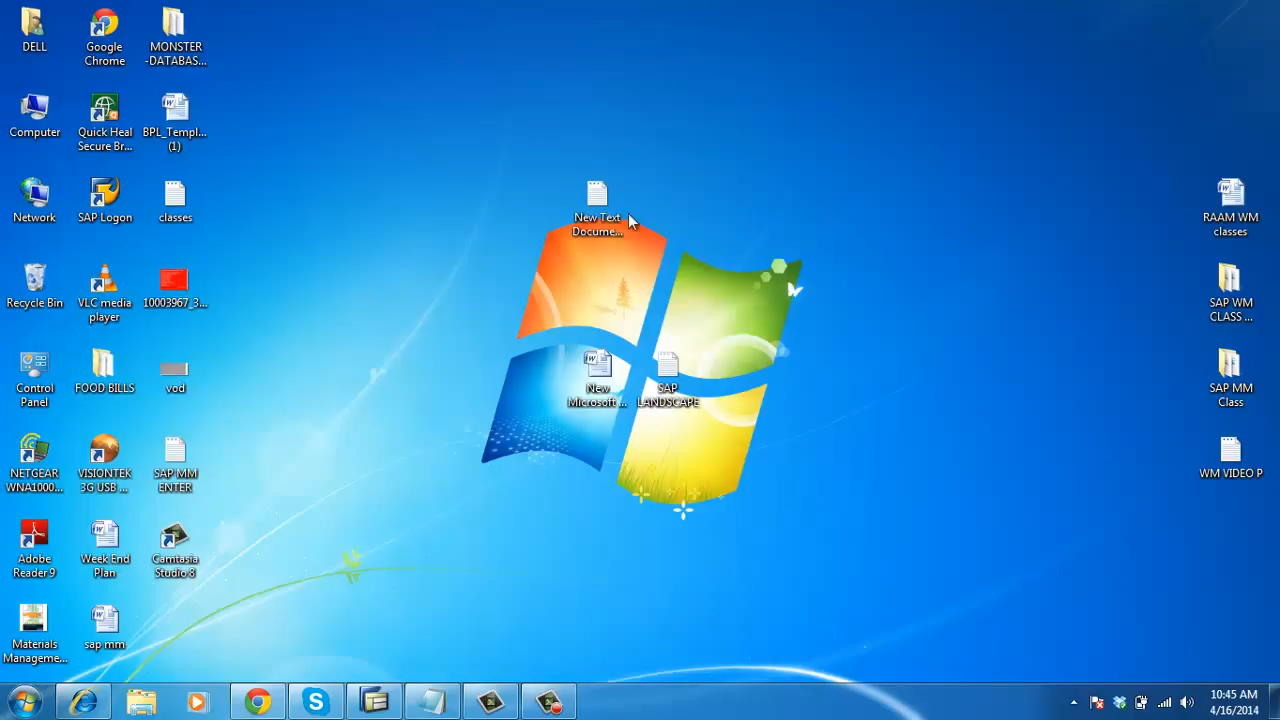 DELL
Google
Chrome
MONSTER
-DATABAS...
Computer
Quick Heal
Secure Br...
BPL_Templ...
(1)
Network
SAP Logon
classes
Recycle Bin
VLC media
player
10003967_3...
Control
Panel
FOOD BILLS
vod
NETGEAR
WNA1000...
VISIONTEK
3G USB ...
SAP MM
ENTER
Adobe
Reader 9
Week End
Plan
Camtasia
Studio 8
Materials
Manageme...
sap mm
New Text
Docume...
New
Microsoft ...
SAP
LANDSCAPE
RAAM WM
classes
SAP WM
CLASS ...
SAP MM
Class
WM VIDEO P
10:45 AM
4/16/2014